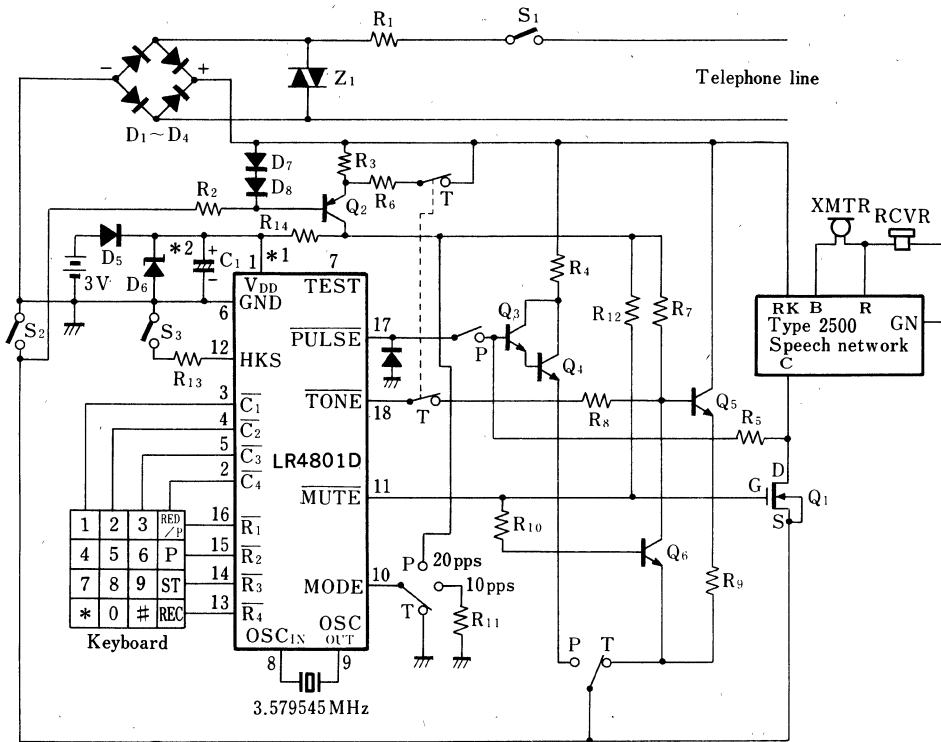 R1
S1
Z1
Telephone line
− +
D1~D4
D7
D8
R3
R6
T
R2
Q2
R14
D5
*2
+
C1
−
*1
3V
D6
1
7
VDD
TEST
6
GND
S2
S3
12
HKS
R13
PULSE
17
P
Q3
Q4
R4
R12
R7
XMTR
RCVR
RK B R
GN
Type 2500
Speech network
C
TONE
18
T
R8
Q5
R5
3
C1
4
C2
5
C3
2
C4
LR4801D
MUTE
11
G
D
S
Q1
R10
Q6
R9
16
R1
15
R2
14
R3
13
R4
1 2 3 RED/P
4 5 6 P
7 8 9 ST
* 0 # REC
Keyboard
MODE
10
P
20pps
10pps
T
R11
OSCIN
OSC
OUT
8
9
3.579545MHz
P
T